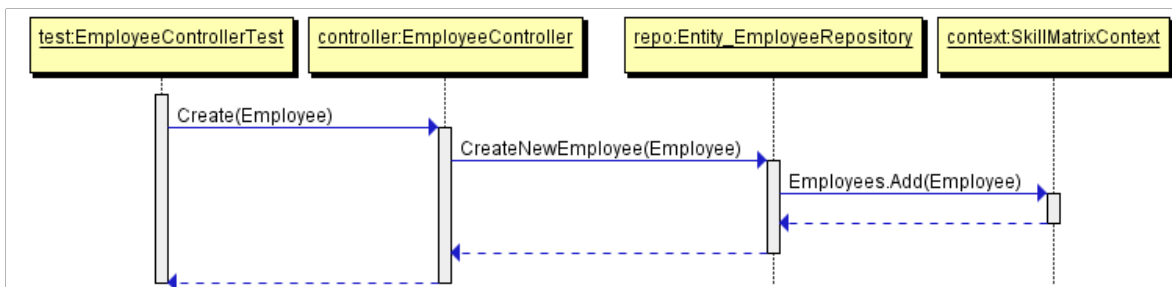 test:EmployeeControllerTest
controller:EmployeeController
repo:Entity_EmployeeRepository
context:SkillMatrixContext
Create(Employee)
CreateNewEmployee(Employee)
Employees.Add(Employee)